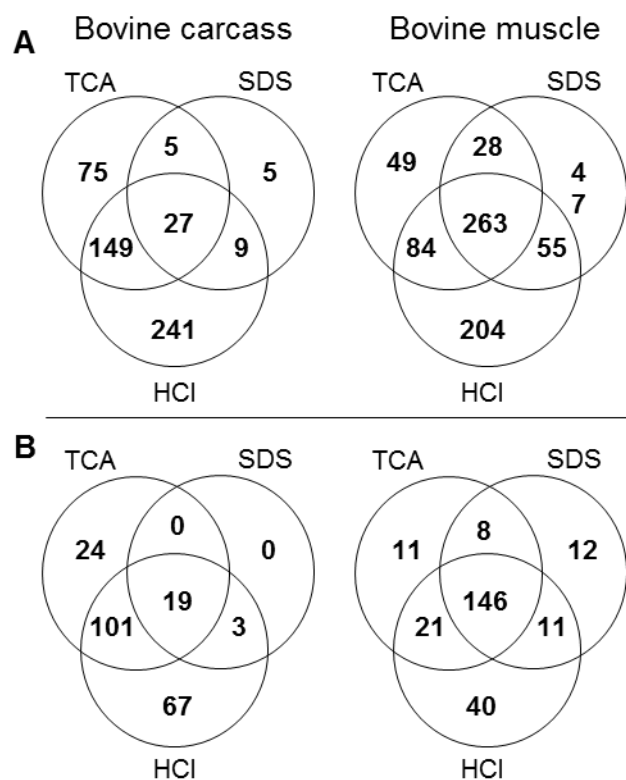 Bovine carcass Bovine muscle
A
TCA SDS TCA SDS
75 5 5 49 28 4
7
27 263
149 9 84 55
241 204
HCl HCl
B
TCA SDS TCA SDS
24 0 0 11 8 12
19 146
101 3 21 11
67 40
HCl HCl